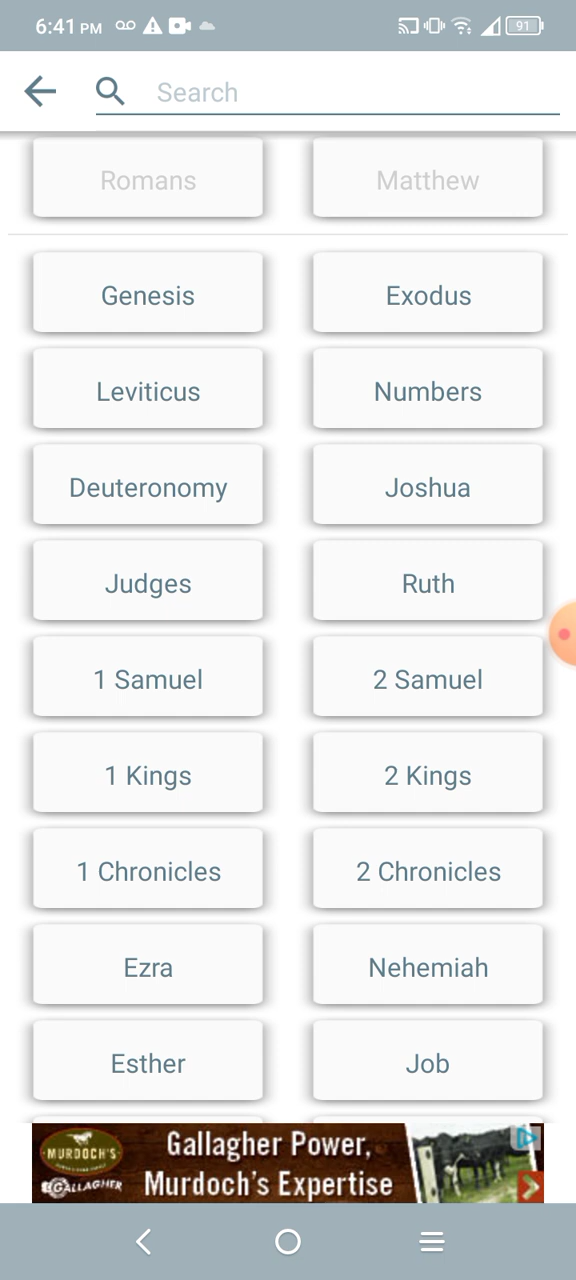 6:41 PM 91
Search
Romans Matthew
Genesis Exodus
Leviticus Numbers
Deuteronomy Joshua
Judges Ruth
1 Samuel 2 Samuel
1 Kings 2 Kings
1 Chronicles 2 Chronicles
Ezra Nehemiah
Esther Job
MURDOCH'S
GALLAGHER
Gallagher Power,
Murdoch's Expertise